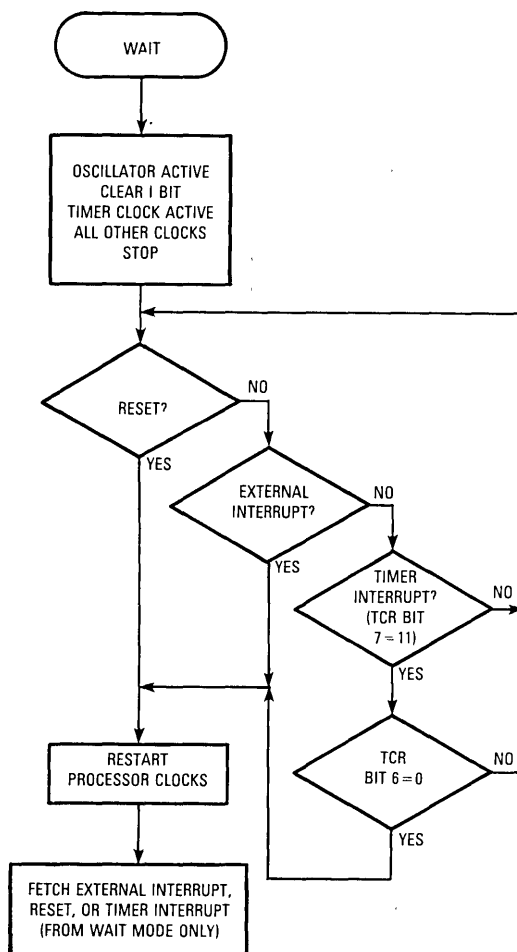 WAIT
OSCILLATOR ACTIVE
CLEAR I BIT
TIMER CLOCK ACTIVE
ALL OTHER CLOCKS
STOP
RESET?
NO
YES
EXTERNAL
INTERRUPT?
NO
YES
TIMER
INTERRUPT?
(TCR BIT
7=11)
NO
YES
TCR
BIT 6=0
NO
YES
RESTART
PROCESSOR CLOCKS
FETCH EXTERNAL INTERRUPT,
RESET, OR TIMER INTERRUPT
(FROM WAIT MODE ONLY)